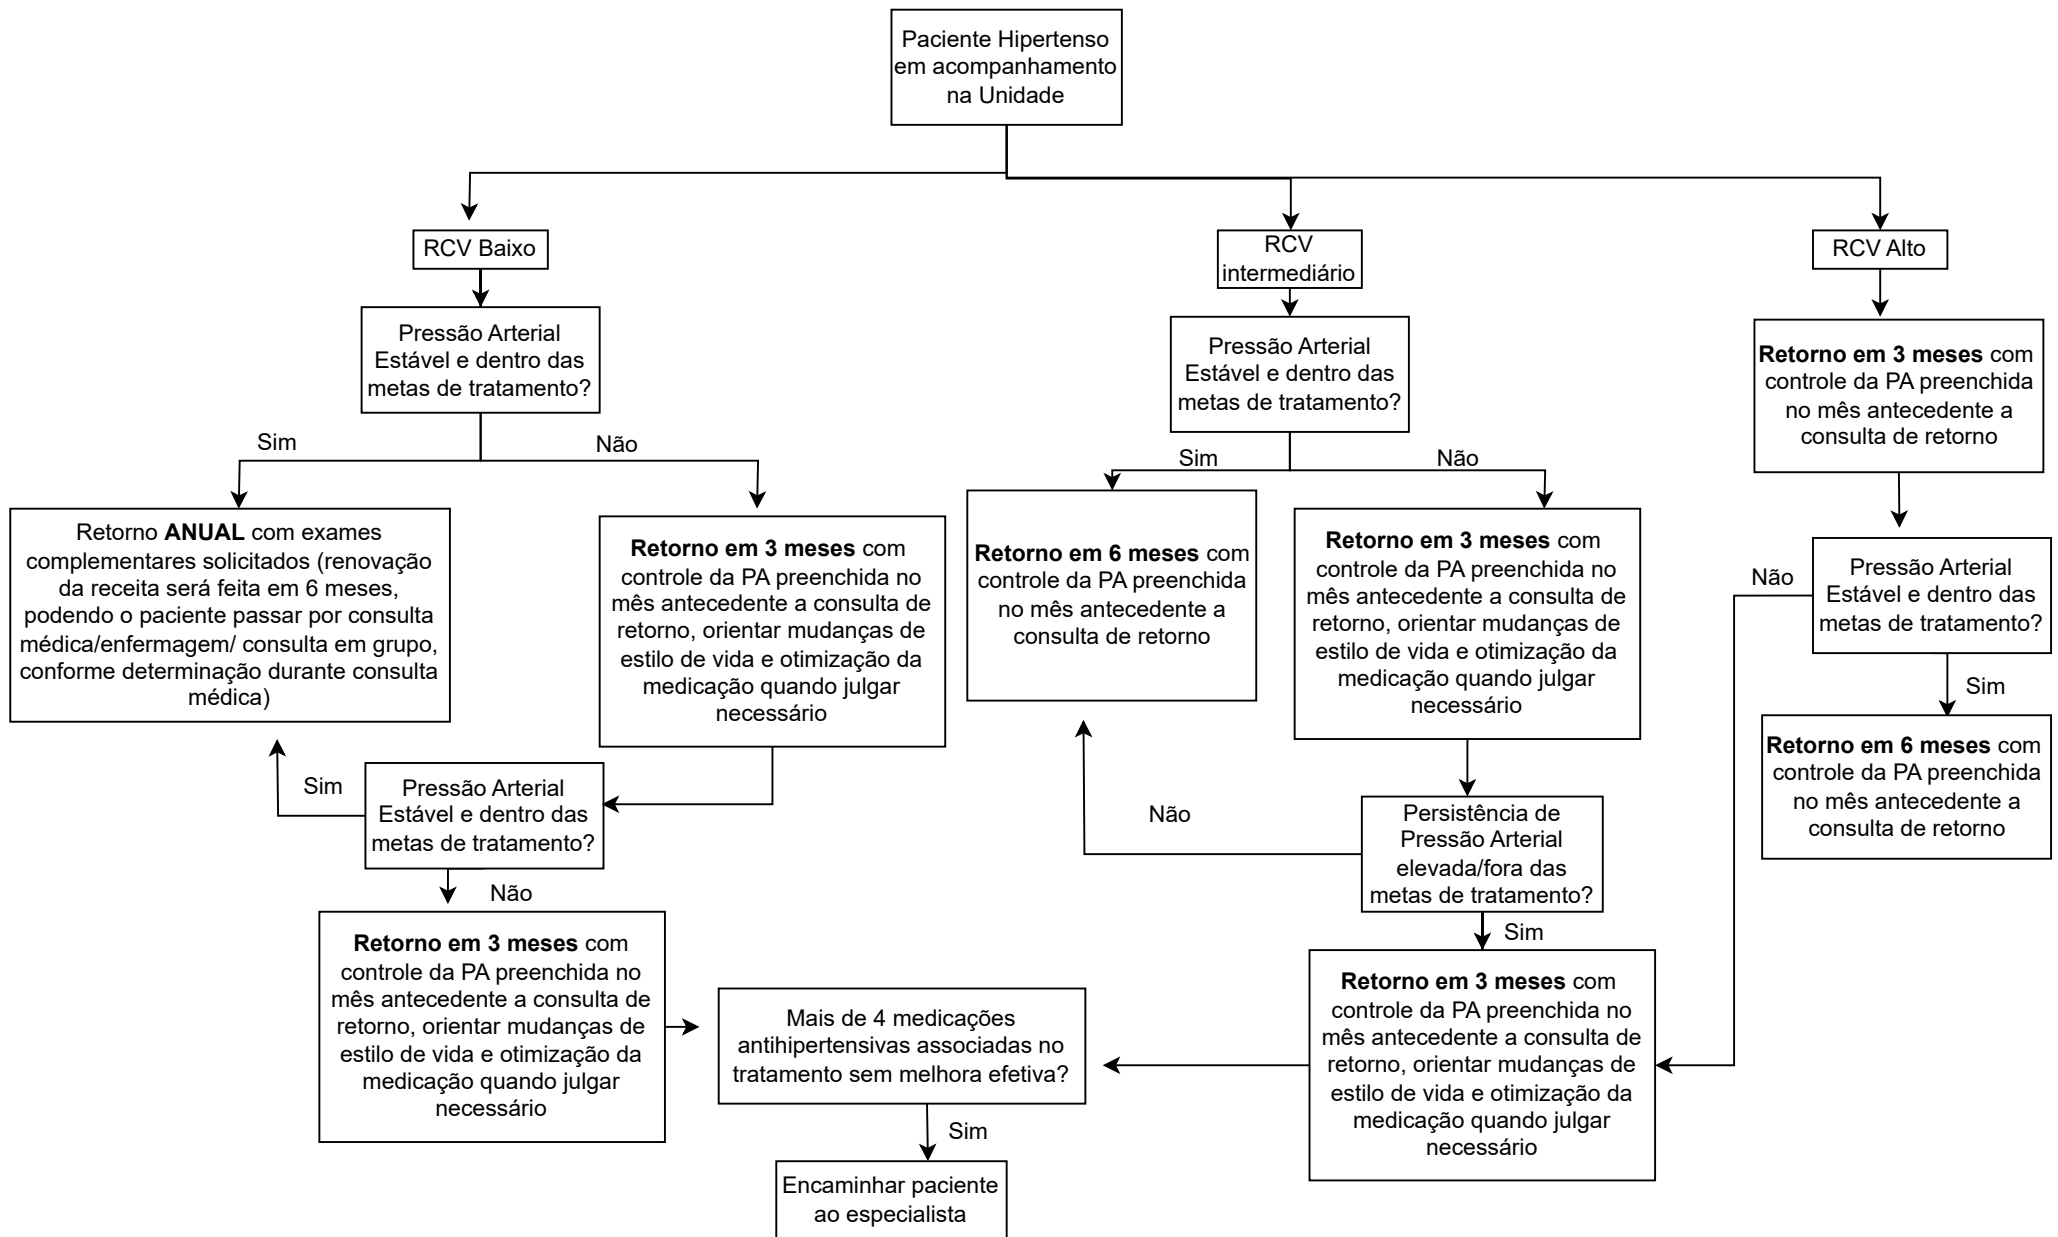 Paciente Hipertenso
em acompanhamento
na Unidade
RCV Baixo
RCV
intermediário
RCV Alto
Pressão Arterial
Estável e dentro das
metas de tratamento?
Pressão Arterial
Estável e dentro das
metas de tratamento?
Retorno em 3 meses com
controle da PA preenchida
no mês antecedente a
consulta de retorno
Sim
Não
Sim
Não
Retorno ANUAL com exames
complementares solicitados (renovação
da receita será feita em 6 meses,
podendo o paciente passar por consulta
médica/enfermagem/ consulta em grupo,
conforme determinação durante consulta
médica)
Retorno em 3 meses com
controle da PA preenchida no
mês antecedente a consulta de
retorno, orientar mudanças de
estilo de vida e otimização da
medicação quando julgar
necessário
Retorno em 6 meses com
controle da PA preenchida
no mês antecedente a
consulta de retorno
Retorno em 3 meses com
controle da PA preenchida no
mês antecedente a consulta de
retorno, orientar mudanças de
estilo de vida e otimização da
medicação quando julgar
necessário
Não
Pressão Arterial
Estável e dentro das
metas de tratamento?
Sim
Retorno em 6 meses com
controle da PA preenchida
no mês antecedente a
consulta de retorno
Sim
Pressão Arterial
Estável e dentro das
metas de tratamento?
Não
Não
Persistência de
Pressão Arterial
elevada/fora das
metas de tratamento?
Sim
Retorno em 3 meses com
controle da PA preenchida no
mês antecedente a consulta de
retorno, orientar mudanças de
estilo de vida e otimização da
medicação quando julgar
necessário
Mais de 4 medicações
antihipertensivas associadas no
tratamento sem melhora efetiva?
Retorno em 3 meses com
controle da PA preenchida no
mês antecedente a consulta de
retorno, orientar mudanças de
estilo de vida e otimização da
medicação quando julgar
necessário
Sim
Encaminhar paciente
ao especialista